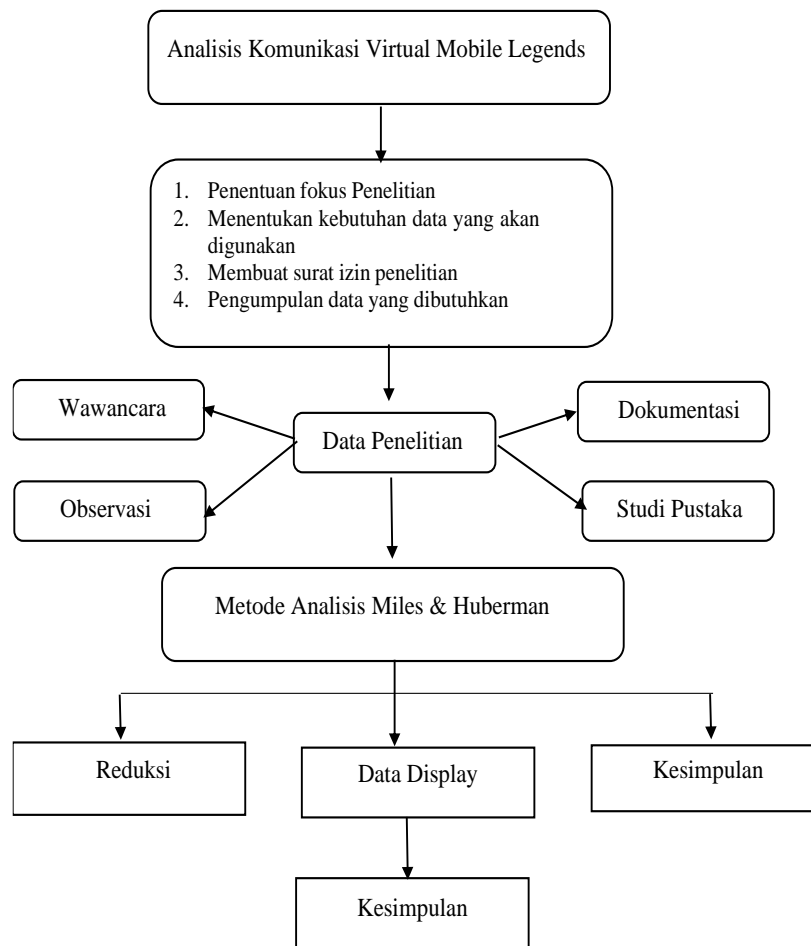 Analisis Komunikasi Virtual Mobile Legends
1. Penentuan fokus Penelitian
2. Menentukan kebutuhan data yang akan
digunakan
3. Membuat surat izin penelitian
4. Pengumpulan data yang dibutuhkan
Wawancara
Dokumentasi
Data Penelitian
Observasi
Studi Pustaka
Metode Analisis Miles & Huberman
Reduksi
Data Display
Kesimpulan
Kesimpulan